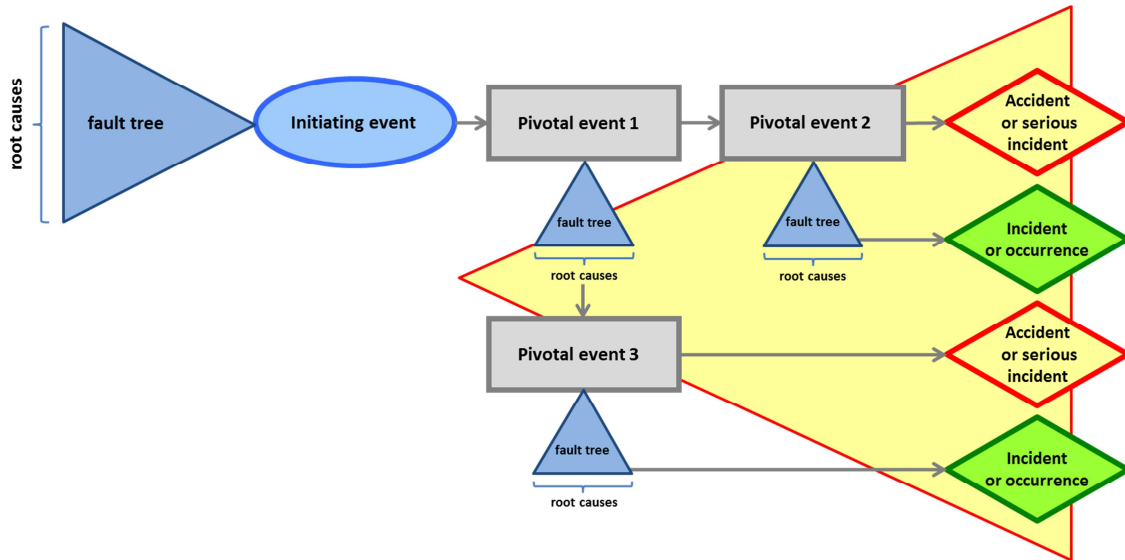 root causes
fault tree
Initiating event
Pivotal event 1
Pivotal event 2
Accident
or serious
incident
fault tree
root causes
fault tree
root causes
Incident
or occurrence
Pivotal event 3
Accident
or serious
incident
fault tree
root causes
Incident
or occurrence